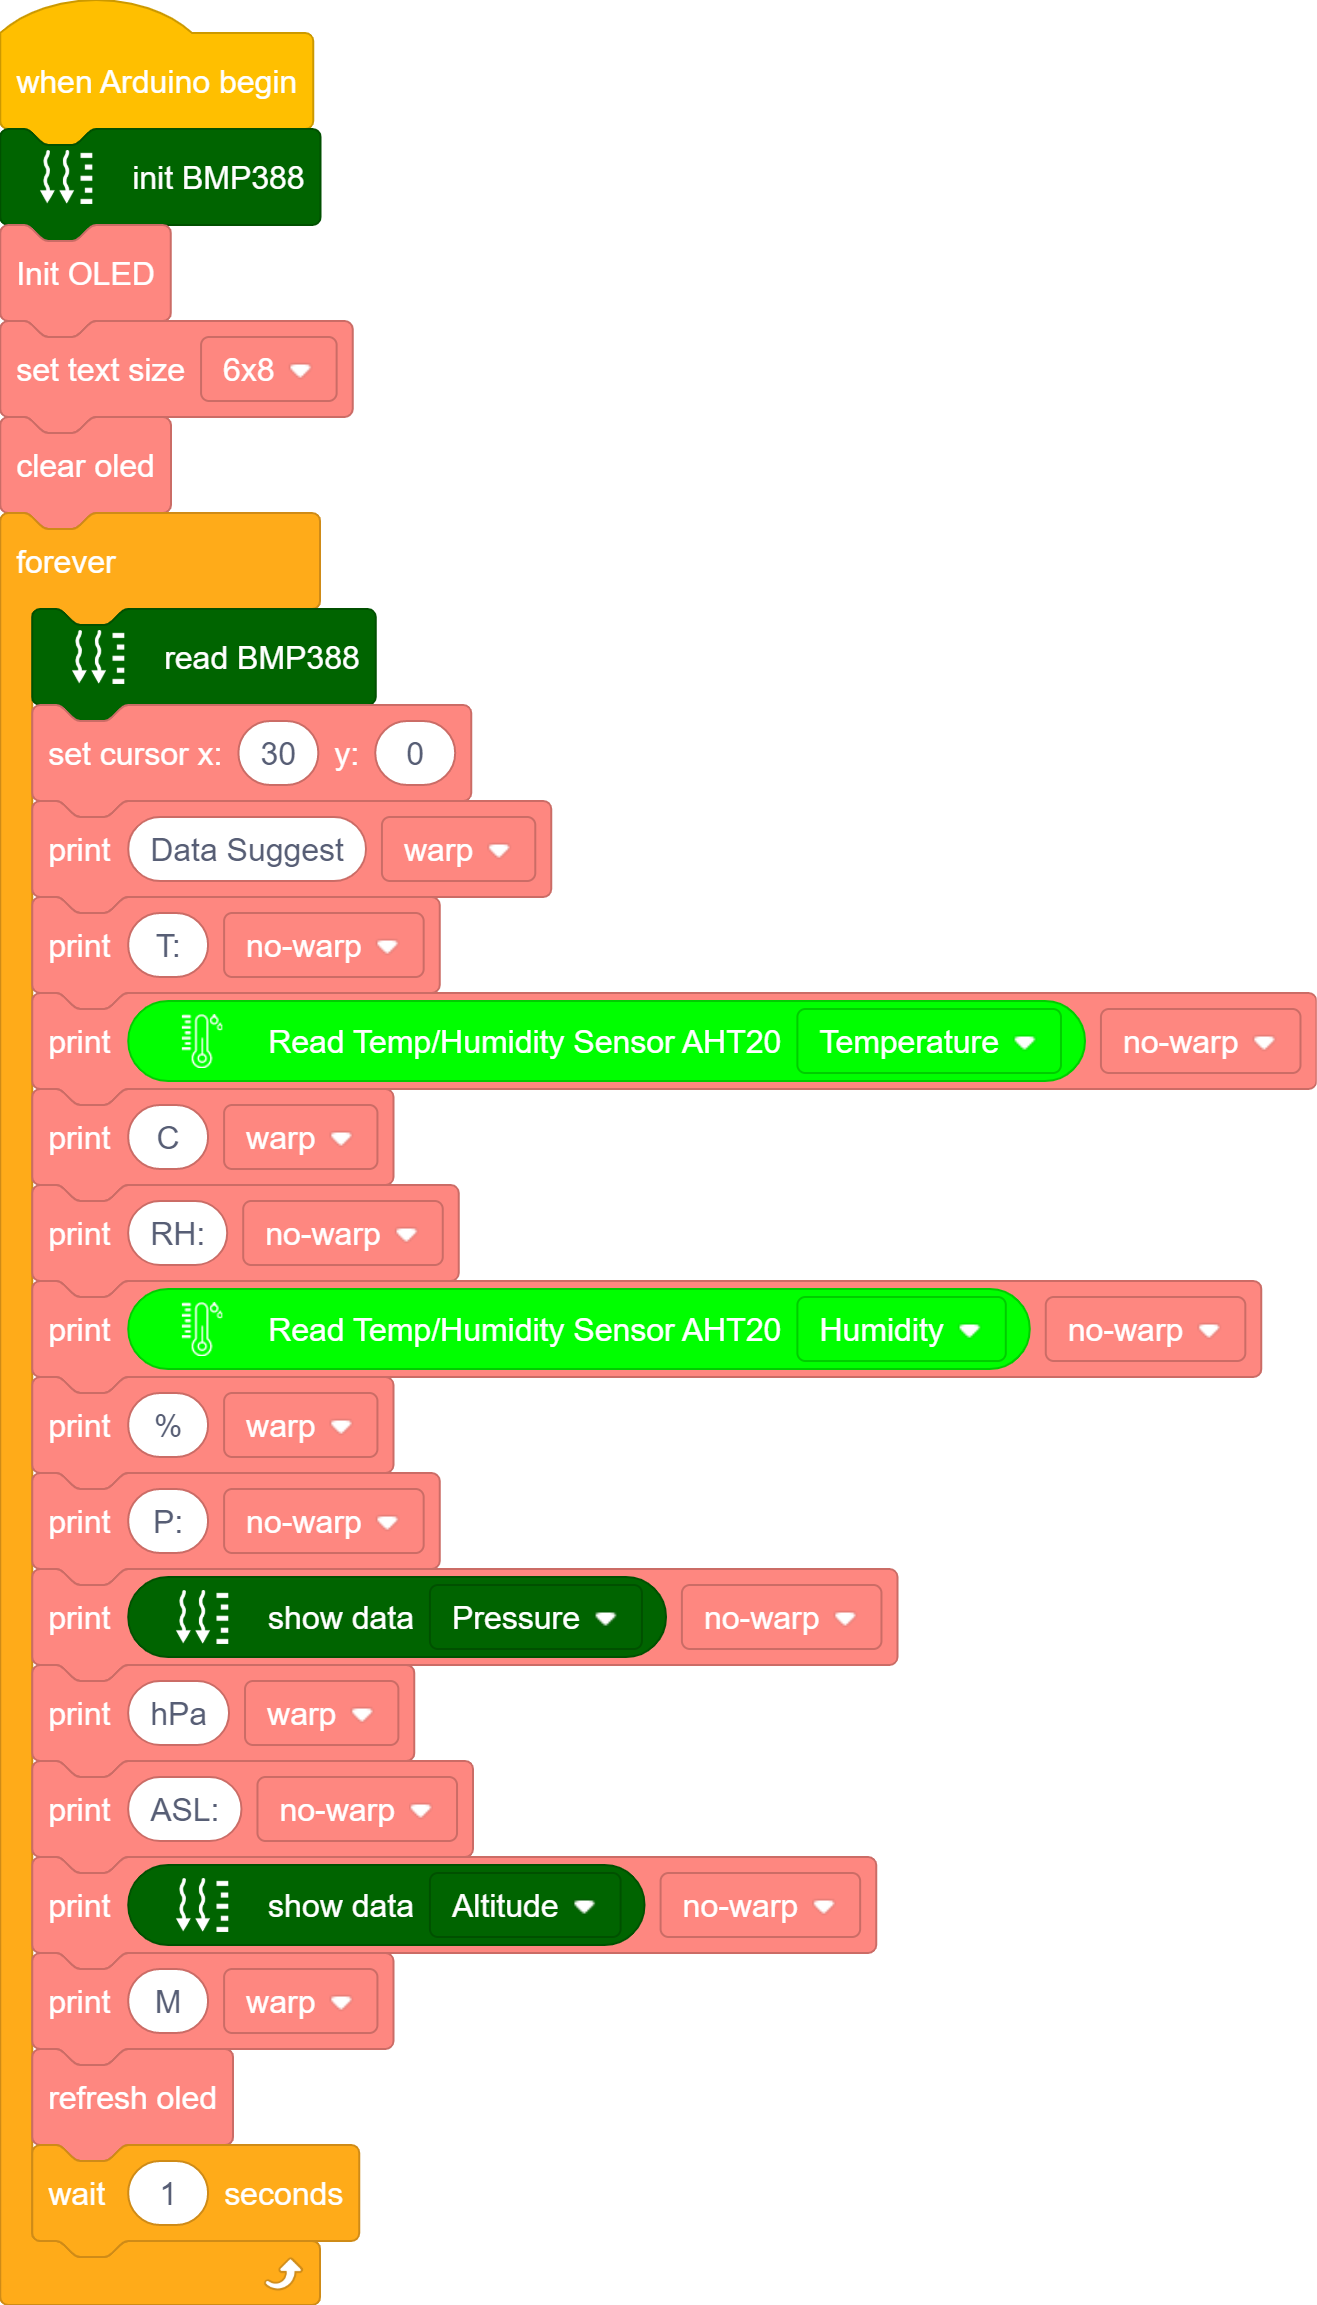 when Arduino begin
init BMP388
Init OLED
set text size 6x8
clear oled
forever
read BMP388
set cursor x: 30 y: 0
print Data Suggest warp
print T: no-warp
print Read Temp/Humidity Sensor AHT20 Temperature no-warp
print C warp
print RH: no-warp
print Read Temp/Humidity Sensor AHT20 Humidity no-warp
print % warp
print P: no-warp
print show data Pressure no-warp
print hPa warp
print ASL: no-warp
print show data Altitude no-warp
print M warp
refresh oled
wait 1 seconds